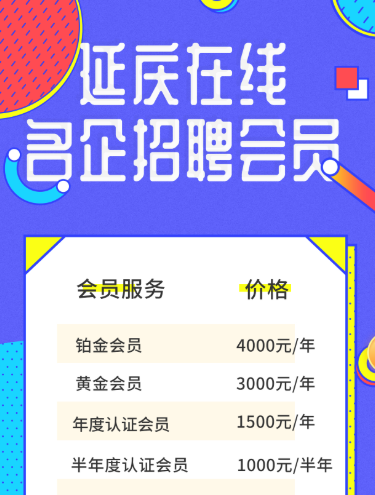 延庆在线
名企招聘会员
会员服务 价格
铂金会员 4000元/年
黄金会员 3000元/年
年度认证会员 1500元/年
半年度认证会员 1000元/半年